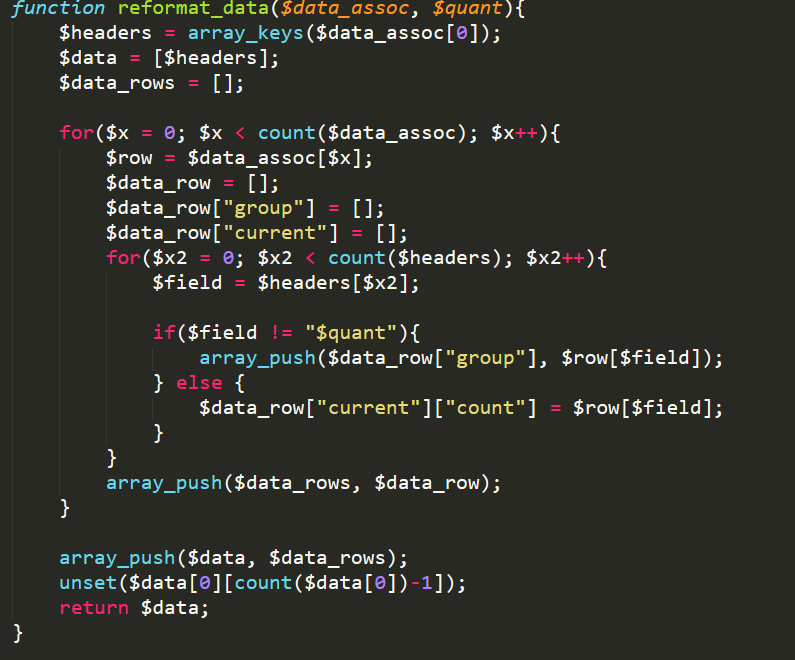 function reformat_data($data_assoc, $quant){
    $headers = array_keys($data_assoc[0]);
    $data = [$headers];
    $data_rows = [];

    for($x = 0; $x < count($data_assoc); $x++){
        $row = $data_assoc[$x];
        $data_row = [];
        $data_row["group"] = [];
        $data_row["current"] = [];
        for($x2 = 0; $x2 < count($headers); $x2++){
            $field = $headers[$x2];

            if($field != "$quant"){
                array_push($data_row["group"], $row[$field]);
            } else {
                $data_row["current"]["count"] = $row[$field];
            }
        }
        array_push($data_rows, $data_row);
    }

    array_push($data, $data_rows);
    unset($data[0][count($data[0])-1]);
    return $data;
}